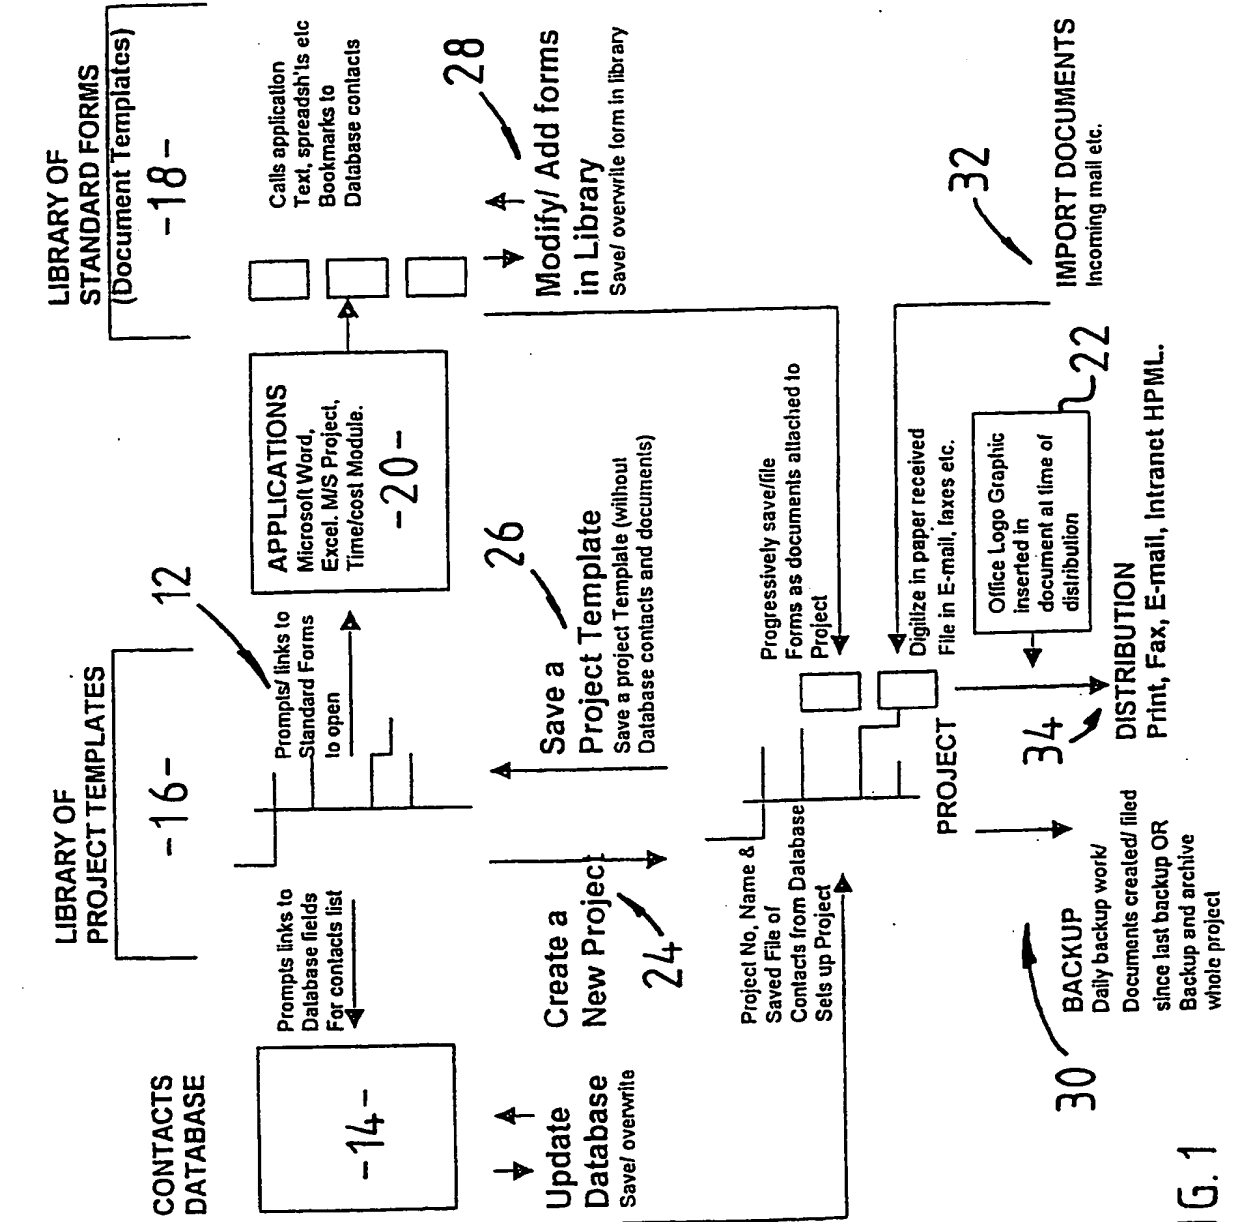 CONTACTS
DATABASE
-14-
Update
Database
Save/ overwrite
LIBRARY OF
PROJECT TEMPLATES
-16-
Prompts links to
Database fields
For contacts list
Create a
New Project
24
12
Prompts/ links to
Standard Forms
to open
Save a
Project Template
Save a project Template (without
Database contacts and documents)
26
APPLICATIONS
Microsoft Word,
Excel. M/S Project,
Time/cost Module.
-20-
LIBRARY OF
STANDARD FORMS
(Document Templates)
-18-
Calls application
Text, spreadsh'ts etc
Bookmarks to
Database contacts
28
Modify/ Add forms
in Library
Save/ overwrite form in library
Project No, Name &
Saved File of
Contacts from Database
Sets up Project
PROJECT
Progressively save/file
Forms as documents attached to
Project
Digitize in paper received
File in E-mail, faxes etc.
32
IMPORT DOCUMENTS
Incoming mail etc.
Office Logo Graphic
inserted in
document at time of
distribution
22
34
DISTRIBUTION
Print, Fax, E-mail, Intranct HPML.
30
BACKUP
Daily backup work/
Documents created/ filed
since last backup OR
Backup and archive
whole project
IG. 1